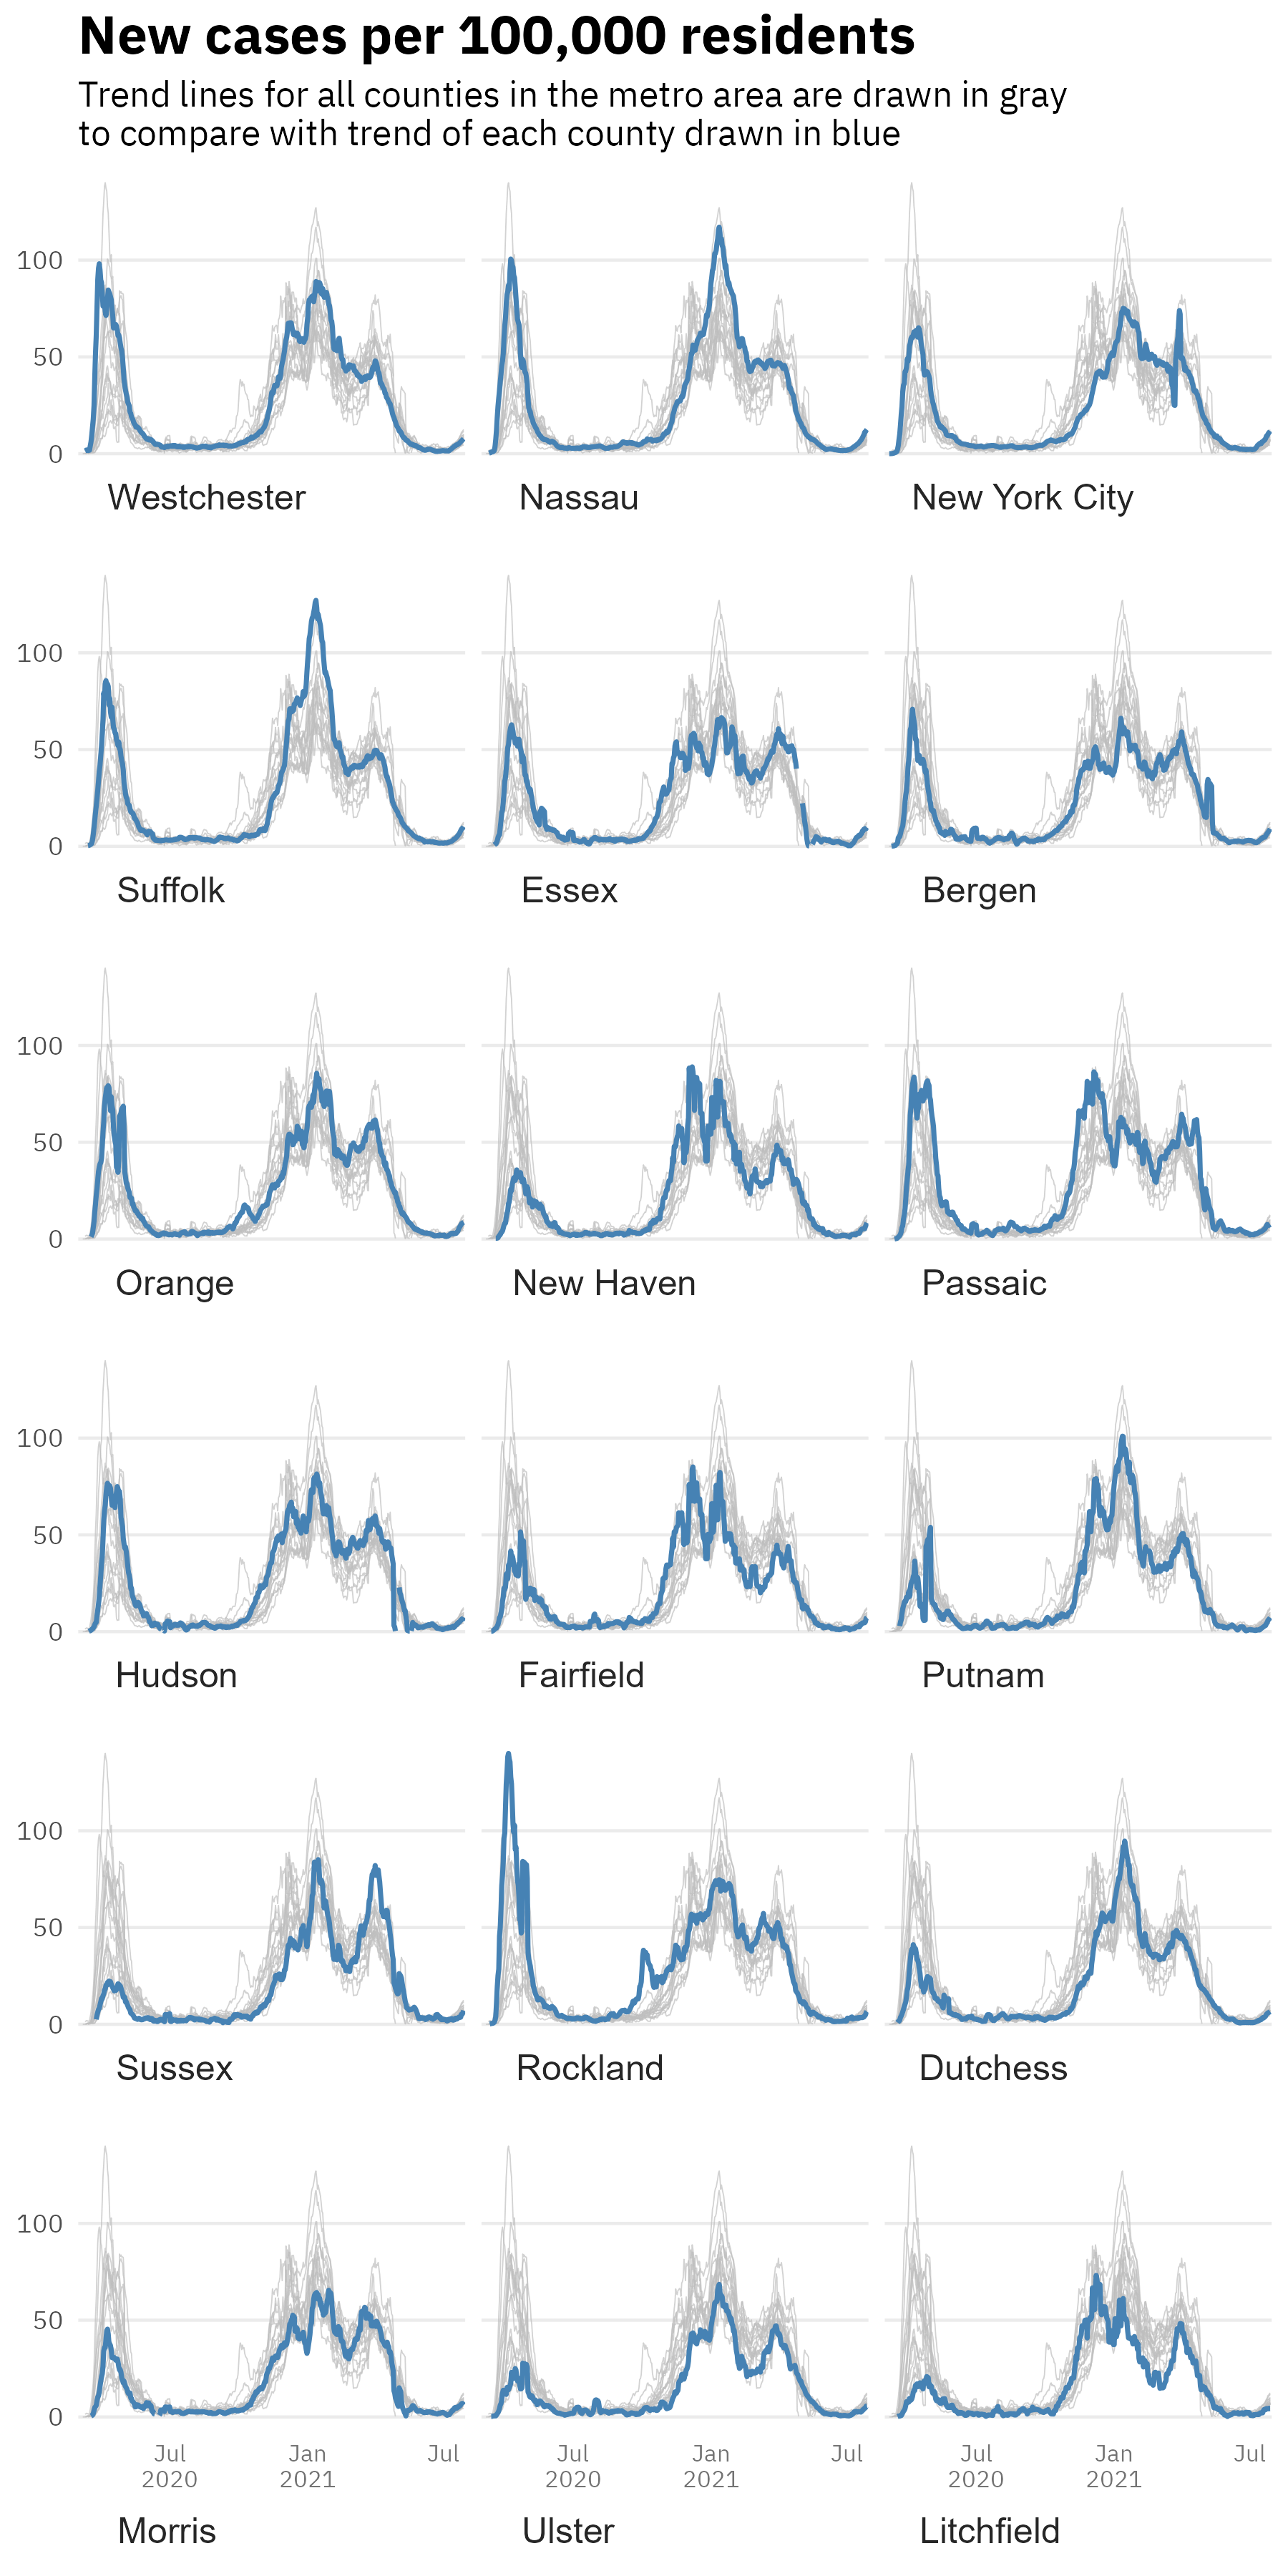 New cases per 100,000 residents
Trend lines for all counties in the metro area are drawn in gray
to compare with trend of each county drawn in blue
100
50
0
Westchester
Nassau
New York City
100
50
0
Suffolk
Essex
Bergen
100
50
0
Orange
New Haven
Passaic
100
50
0
Hudson
Fairfield
Putnam
100
50
0
Sussex
Rockland
Dutchess
100
50
0
Jul
2020
Jan
2021
Jul
Jul
2020
Jan
2021
Jul
Jul
2020
Jan
2021
Jul
Morris
Ulster
Litchfield